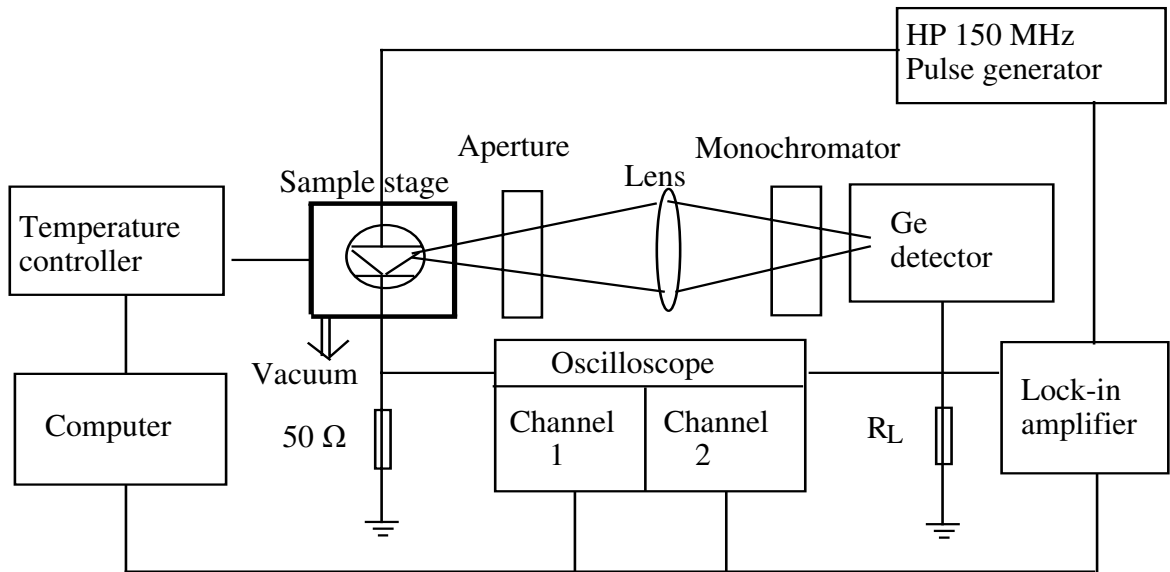 HP 150 MHz
Pulse generator
Aperture
Monochromator
Sample stage
Lens
Temperature
controller
Ge
detector
Vacuum
Oscilloscope
Computer
50 Ω
Channel
1
Channel
2
RL
Lock-in
amplifier